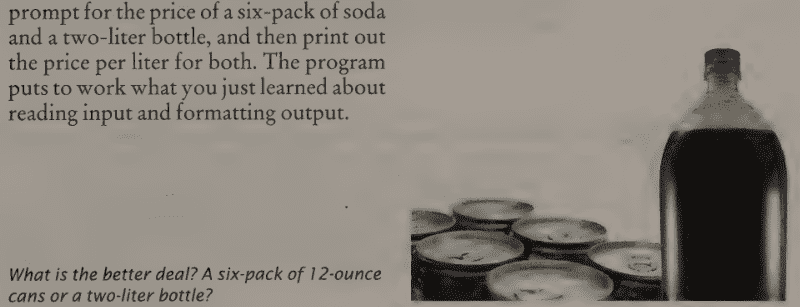 prompt for the price of a six-pack of soda
and a two-liter bottle, and then print out
the price per liter for both. The program
puts to work what you just learned about
reading input and formatting output.
What is the better deal? A six-pack of 12-ounce
cans or a two-liter bottle?